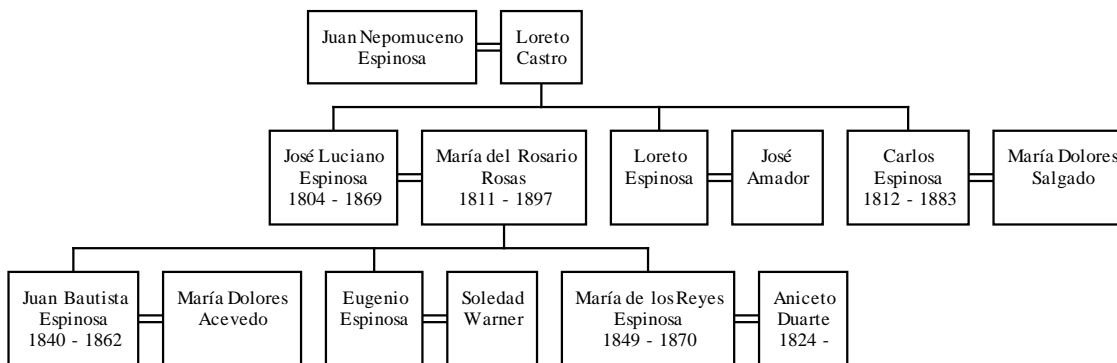 Juan Nepomuceno
Espinosa
Loreto
Castro
José Luciano
Espinosa
1804 - 1869
María del Rosario
Rosas
1811 - 1897
Loreto
Espinosa
José
Amador
Carlos
Espinosa
1812 - 1883
María Dolores
Salgado
Juan Bautista
Espinosa
1840 - 1862
María Dolores
Acevedo
Eugenio
Espinosa
Soledad
Warner
María de los Reyes
Espinosa
1849 - 1870
Aniceto
Duarte
1824 -